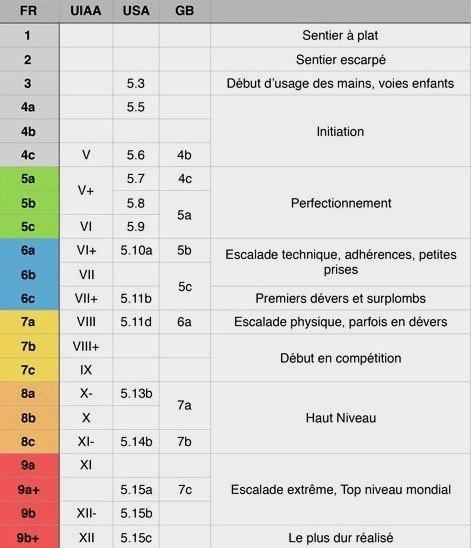 FR UIAA USA GB
1 Sentier à plat
2 Sentier escarpé
3 5.3 Début d'usage des mains, voies enfants
4a 5.5
4b Initiation
4c V 5.6 4b
5a V+ 5.7 4c
5b 5.8 5a Perfectionnement
5c VI 5.9
6a VI+ 5.10a 5b Escalade technique, adhérences, petites
prises
6b VII 5c
6c VII+ 5.11b Premiers dévers et surplombs
7a VIII 5.11d 6a Escalade physique, parfois en dévers
7b VIII+ Début en compétition
7c IX
8a X- 5.13b 7a
8b X Haut Niveau
8c XI- 5.14b 7b
9a XI
9a+ 5.15a 7c Escalade extrême, Top niveau mondial
9b XII- 5.15b
9b+ XII 5.15c Le plus dur réalisé